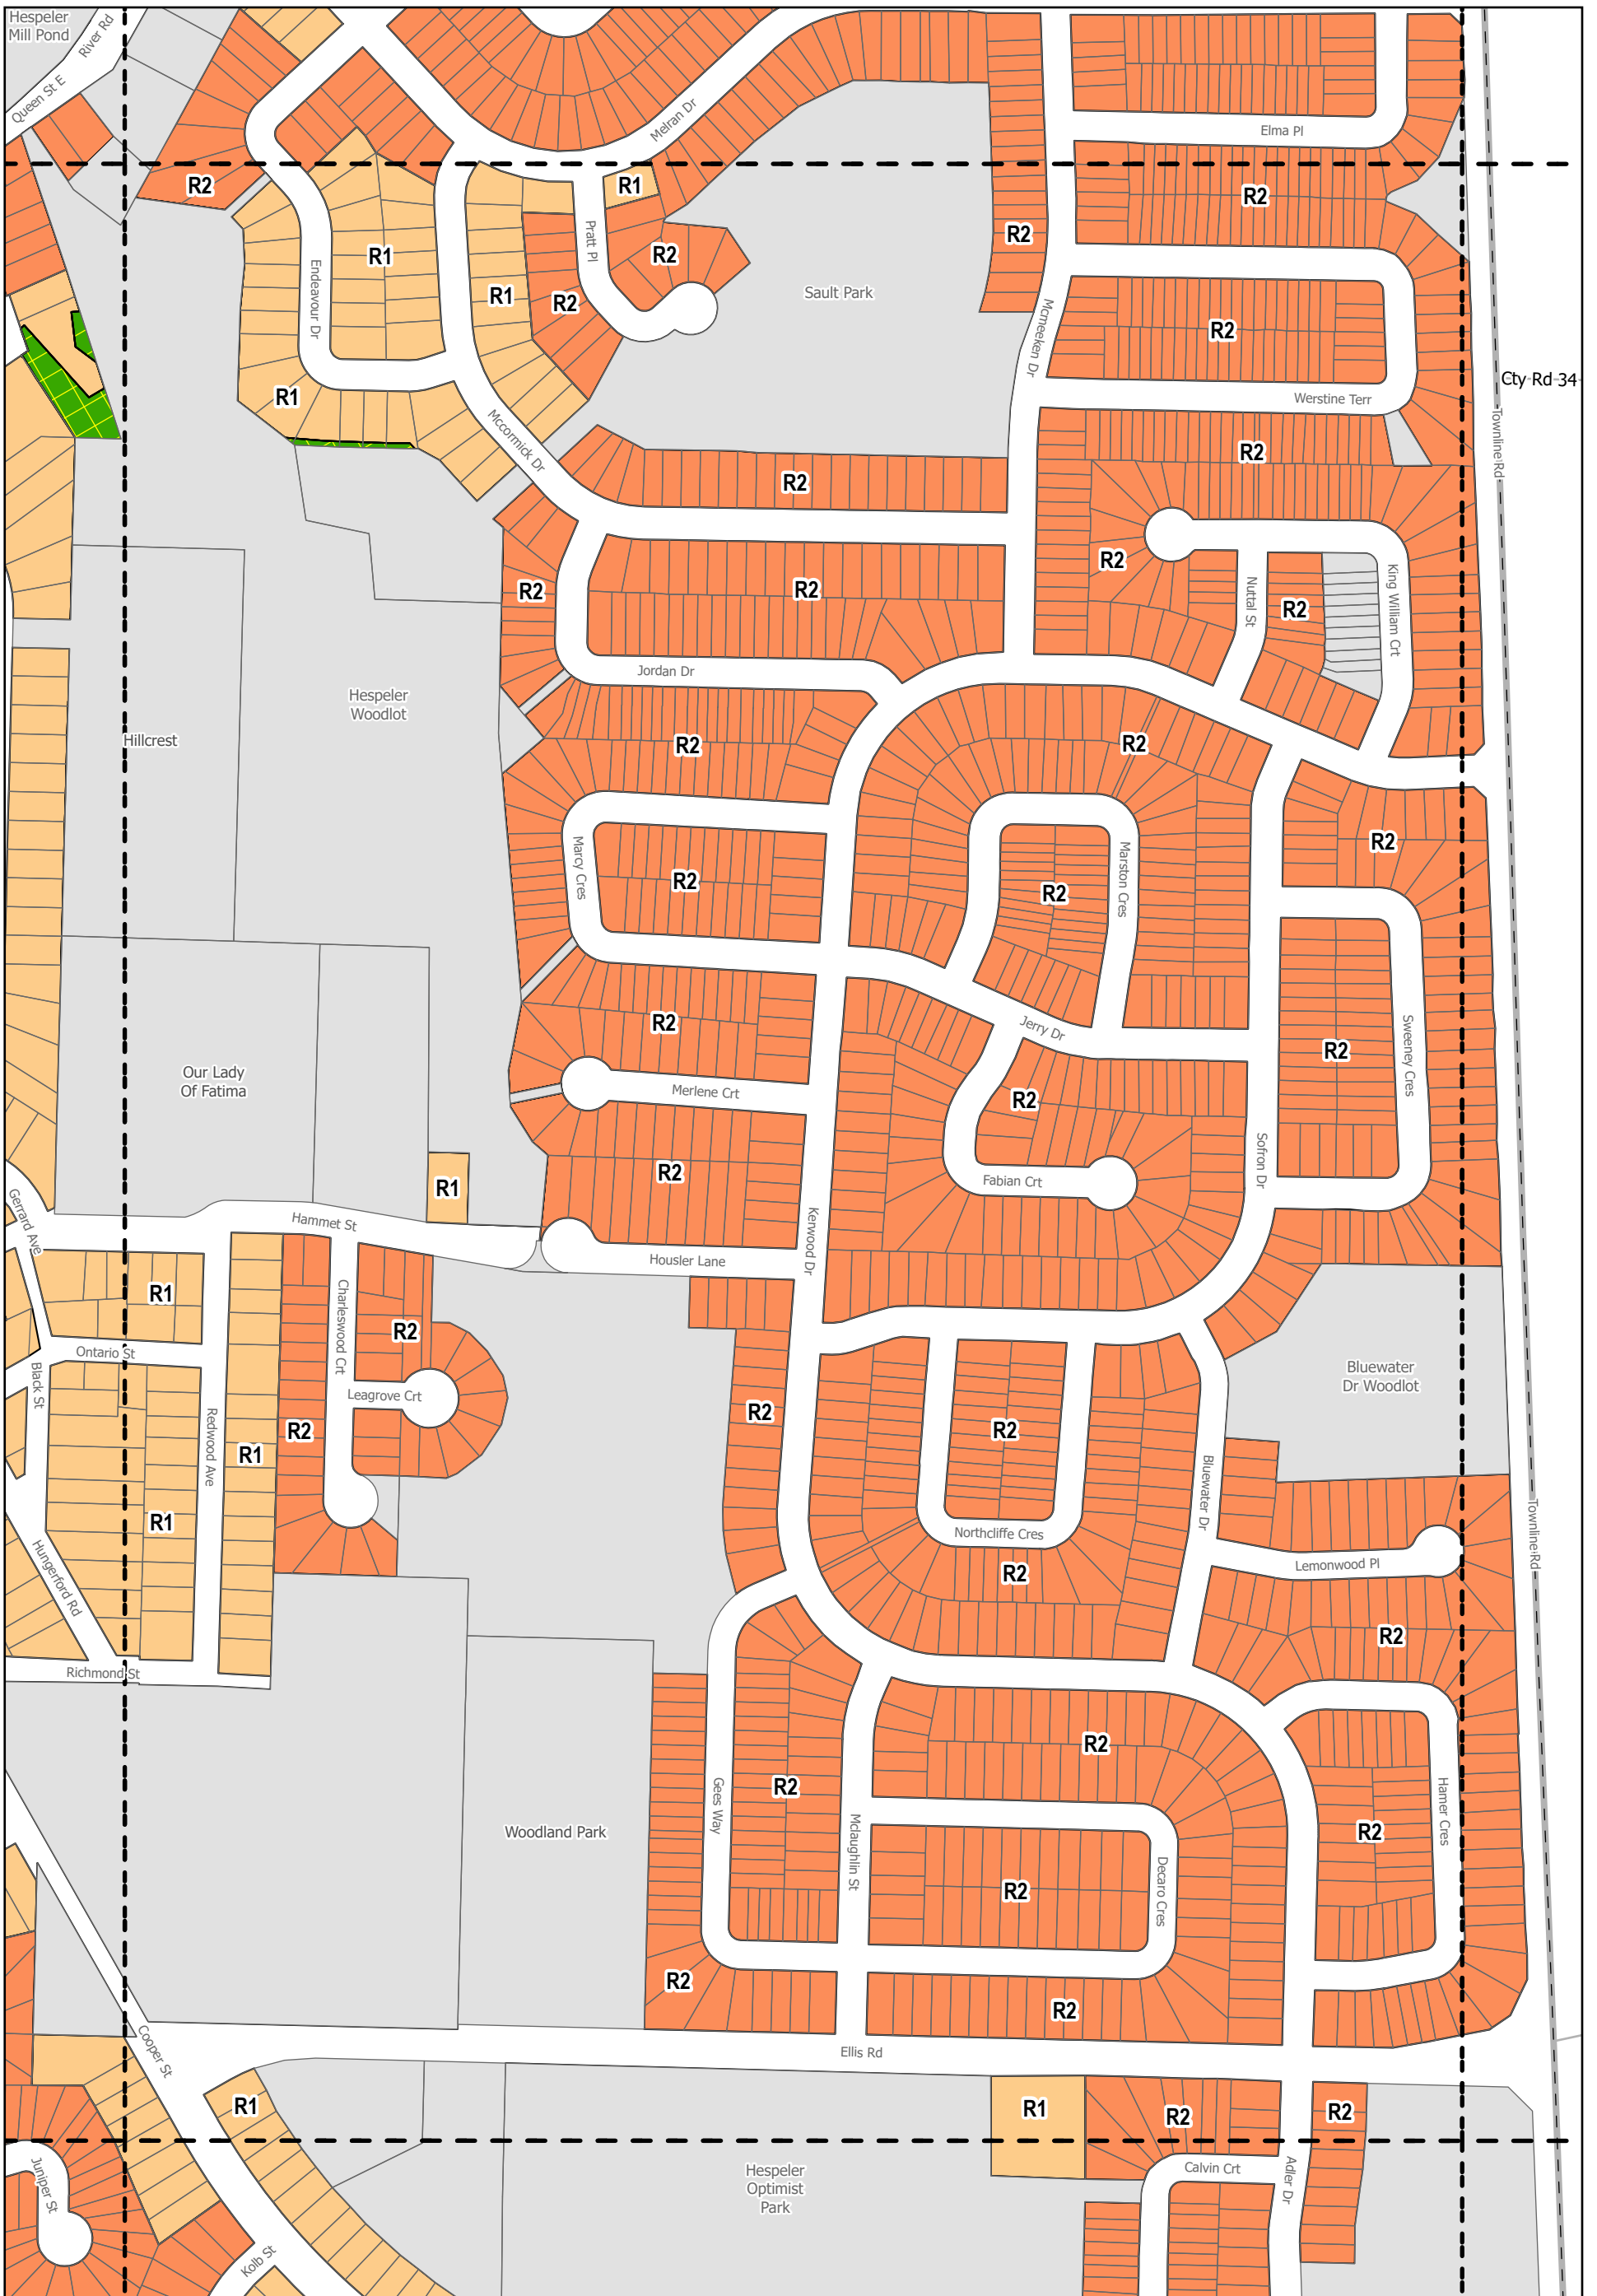 Hespeler
Mill Pond
River Rd
Queen St E
Melran Dr
Elma Pl
R2
R1
R2
R2
Pratt Pl
R2
R1
R2
Endeavour Dr
R1
R2
Sault Park
Mcmeeken Dr
R2
Cty Rd 34
R1
Werstine Terr
Mccormick Dr
R2
Townline Rd
R2
R2
R2
R2
Nuttal St
R2
King William Crt
Jordan Dr
Hespeler
Woodlot
Hillcrest
R2
R2
R2
Marcy Cres
R2
Marston Cres
R2
R2
Jerry Dr
R2
Sweeney Cres
Our Lady
Of Fatima
Merlene Crt
R2
R2
R1
Fabian Crt
Sofron Dr
Gerrard Ave
Hammet St
Kerwood Dr
Housler Lane
R1
Charleswood Crt
R2
Ontario St
Black St
Leagrove Crt
Bluewater
Dr Woodlot
R2
R2
R2
R1
Redwood Ave
R1
Bluewater Dr
Northcliffe Cres
Townline Rd
Hungerford Rd
R2
Lemonwood Pl
R2
Richmond St
R2
R2
Gees Way
Mclaughlin St
Hamer Cres
Woodland Park
R2
R2
Decaro Cres
R2
R2
Cooper St
Ellis Rd
R1
R1
R2
R2
Juniper St
Calvin Crt
Adler Dr
Hespeler
Optimist
Park
Kolb St